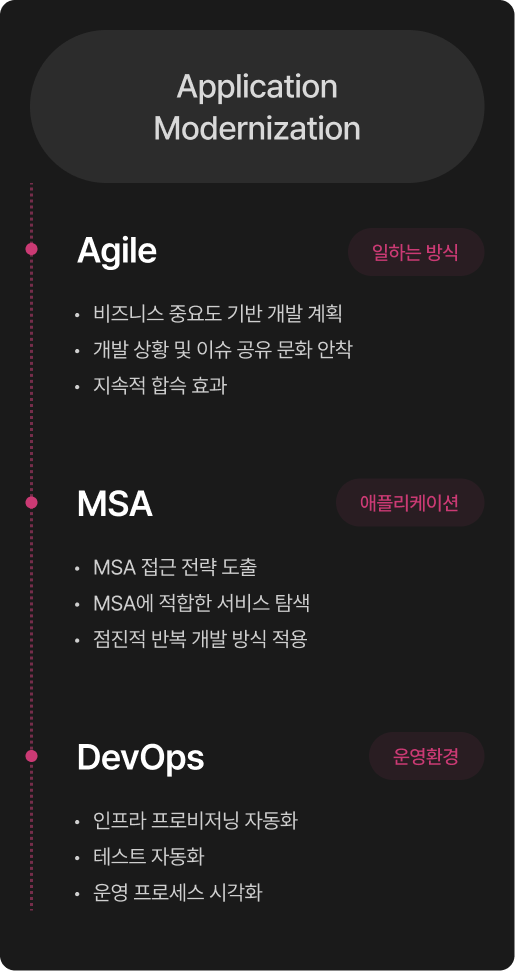 Application
Modernization
Agile
일하는 방식
• 비즈니스 중요도 기반 개발 계획
• 개발 상황 및 이슈 공유 문화 안착
• 지속적 합슥 효과
MSA
애플리케이션
• MSA 접근 전략 도출
• MSA에 적합한 서비스 탐색
• 점진적 반복 개발 방식 적용
DevOps
운영환경
• 인프라 프로비저닝 자동화
• 테스트 자동화
• 운영 프로세스 시각화